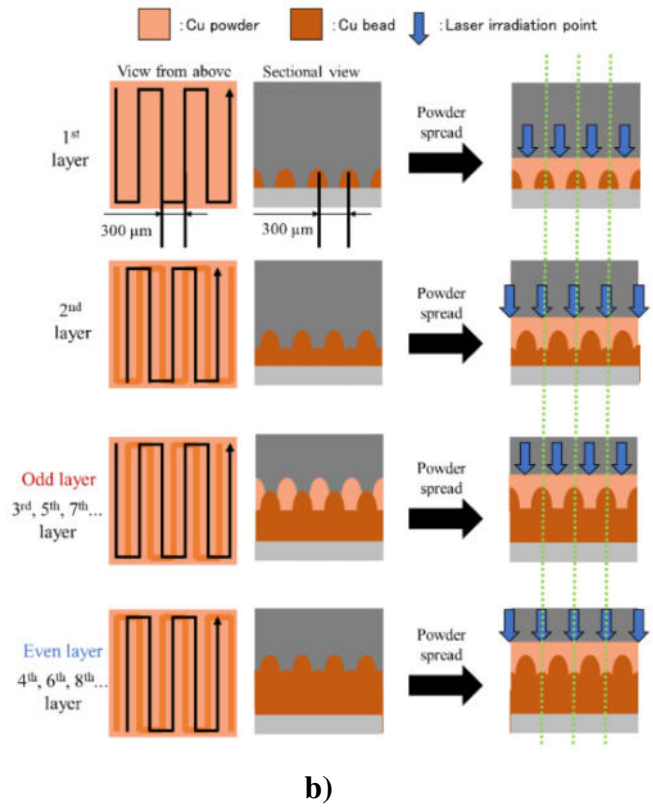 : Cu powder : Cu bead : Laser irradiation point
View from above Sectional view
1st
layer
Powder
spread
300 μm 300 μm
2nd
layer
Powder
spread
Odd layer
3rd, 5th, 7th...
layer
Powder
spread
Even layer
4th, 6th, 8th...
layer
Powder
spread
b)